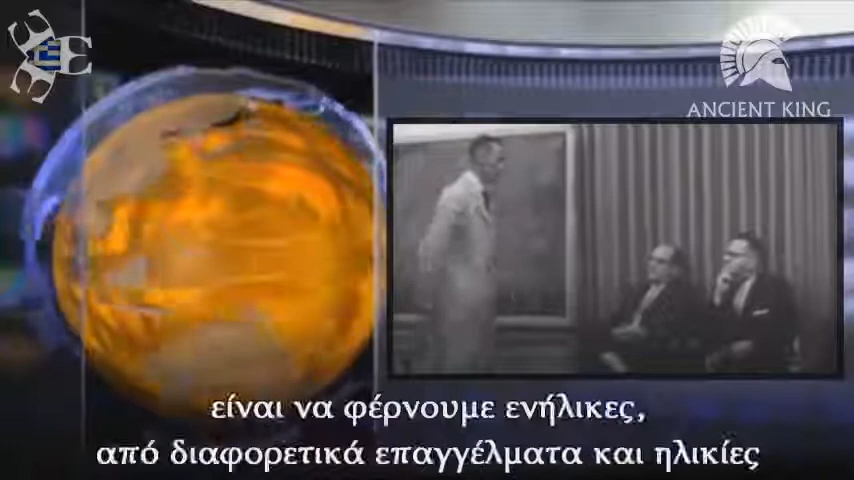 ANCIENT KING
είναι να φέρνουμε ενήλικες,
από διαφορετικά επαγγέλματα και ηλικίες